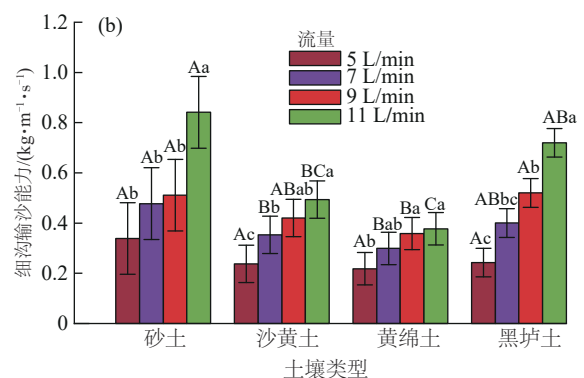 (b)
流量
5 L/min
7 L/min
9 L/min
11 L/min
细沟输沙能力/(kg•m⁻¹•s⁻¹)
1.2
1.0
0.8
0.6
0.4
0.2
0
Ab Ab Ab Aa
Ac Bb ABab BCa
Ab Bab Ba Ca
Ac ABbc Ab ABa
砂土 沙黄土 黄绵土 黑垆土
土壤类型